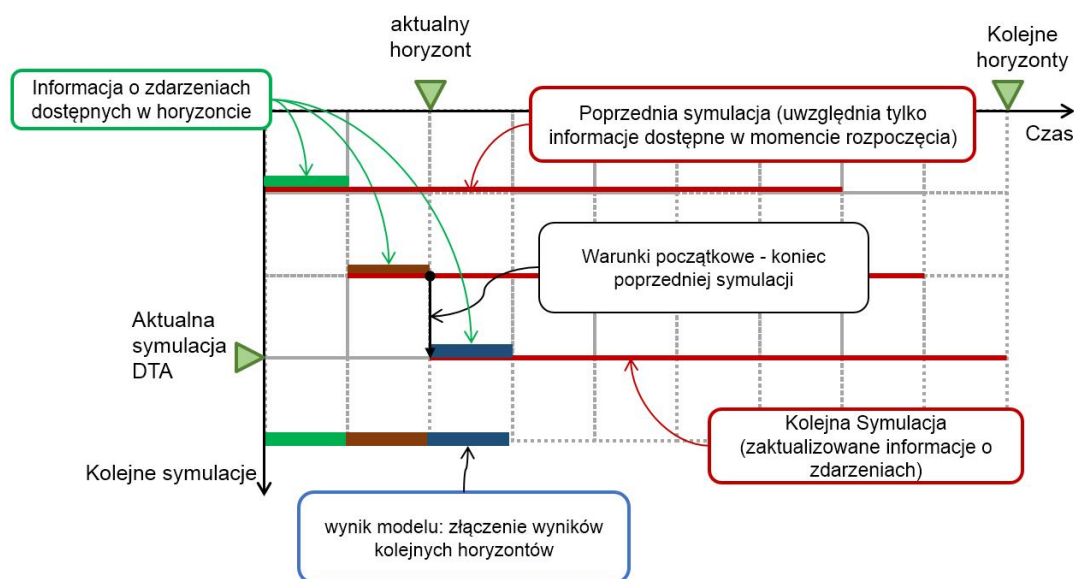 aktualny
horyzont
Kolejne
horyzonty
Informacja o zdarzeniach
dostępnych w horyzoncie
Poprzednia symulacja (uwzględnia tylko
informacje dostępne w momencie rozpoczęcia)
Czas
Warunki początkowe - koniec
poprzedniej symulacji
Aktualna
symulacja
DTA
Kolejna Symulacja
(zaktualizowane informacje o
zdarzeniach)
Kolejne symulacje
wynik modelu: złączenie wyników
kolejnych horyzontów